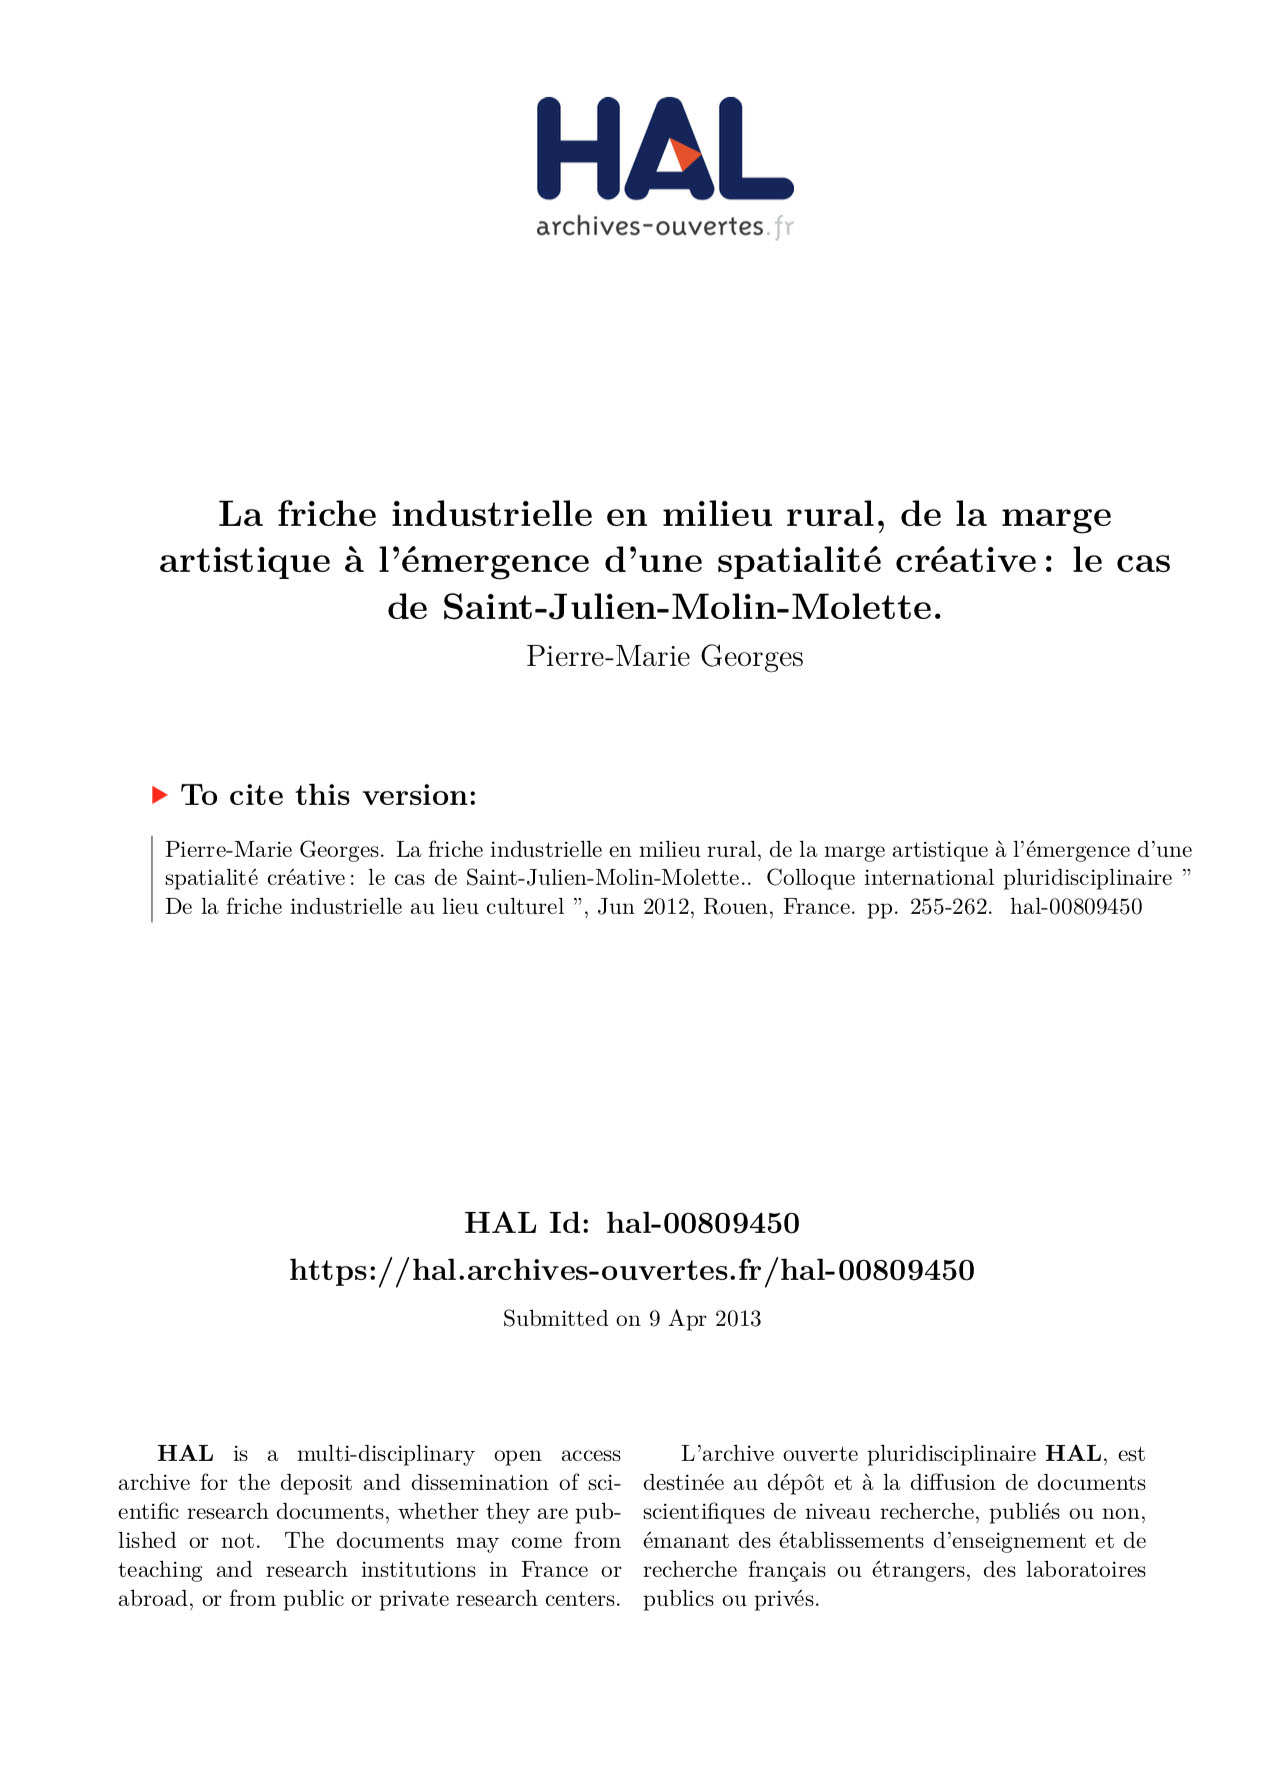 HAL
archives-ouvertes.fr
La friche industrielle en milieu rural, de la marge
artistique à l'émergence d'une spatialité créative : le cas
de Saint-Julien-Molin-Molette.
Pierre-Marie Georges
To cite this version:
Pierre-Marie Georges. La friche industrielle en milieu rural, de la marge artistique à l'émergence d'une
spatialité créative : le cas de Saint-Julien-Molin-Molette.. Colloque international pluridisciplinaire ”
De la friche industrielle au lieu culturel ”, Jun 2012, Rouen, France. pp. 255-262. hal-00809450
HAL Id: hal-00809450
https://hal.archives-ouvertes.fr/hal-00809450
Submitted on 9 Apr 2013
HAL is a multi-disciplinary open access
archive for the deposit and dissemination of sci-
entific research documents, whether they are pub-
lished or not. The documents may come from
teaching and research institutions in France or
abroad, or from public or private research centers.
L'archive ouverte pluridisciplinaire HAL, est
destinée au dépôt et à la diffusion de documents
scientifiques de niveau recherche, publiés ou non,
émanant des établissements d'enseignement et de
recherche français ou étrangers, des laboratoires
publics ou privés.